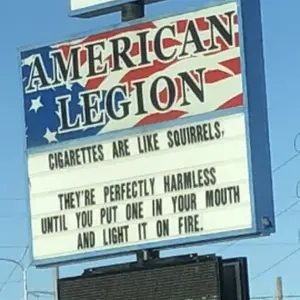 AMERICAN
LEGION
CIGARETTES ARE LIKE SQUIRRELS,
THEY'RE PERFECTLY HARMLESS
UNTIL YOU PUT ONE IN YOUR MOUTH
AND LIGHT IT ON FIRE.